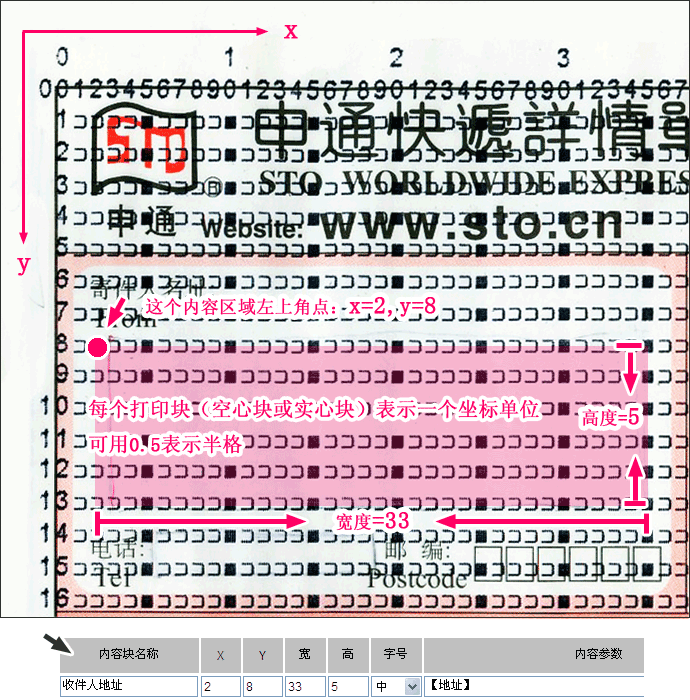 x
0 1 2 3
001234567890123456789012345678901234567
1
STO
申通快遞詳情單
2
3
®
STO WORLDWIDE EXPRES
4
申通 Website: www.sto.cn
5
y
6
寄件人名址
这个内容区域左上角点：x=2,y=8
7
From
8
9
10
每个打印块（空心块或实心块）表示一个坐标单位
高度=5
11
可用0.5表示半格
12
13
宽度=33
14
电话: 邮 编:
15
Tel Postcode
16
内容块名称 X Y 宽 高 字号 内容参数
收件人地址 2 8 33 5 中 【地址】